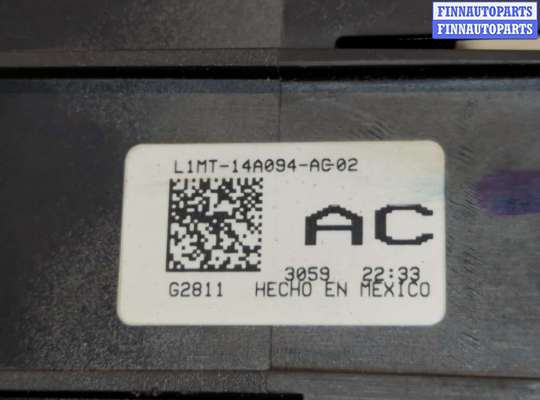 FINNAUTOPARTS
FINNAUTOPARTS
L1MT-14A094-AG-02
AC
3059 22:33
G2811 HECHO EN MEXICO